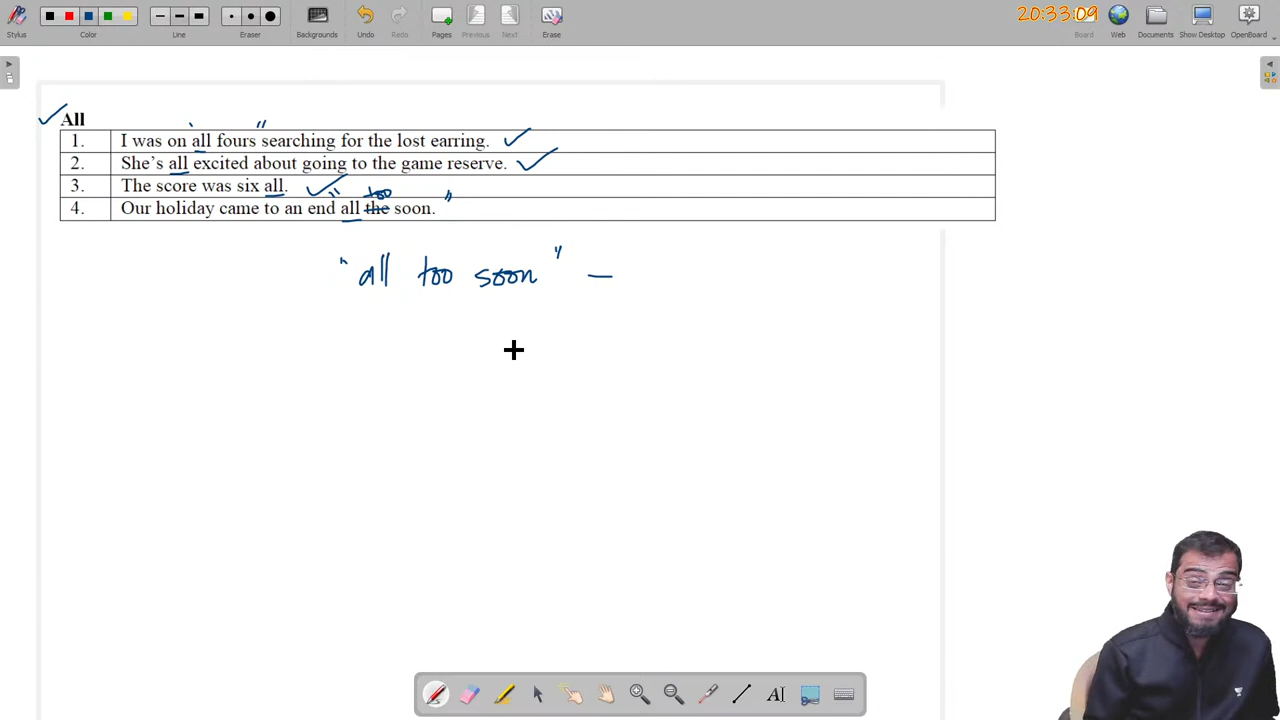 20:33:09
Stylus Color Line Eraser Backgrounds Undo Redo Pages Previous Next Erase Board Web Documents Show Desktop OpenBoard
All
1. I was on all fours searching for the lost earring.
2. She's all excited about going to the game reserve.
3. The score was six all.
too
4. Our holiday came to an end all the soon.
"all too soon" –